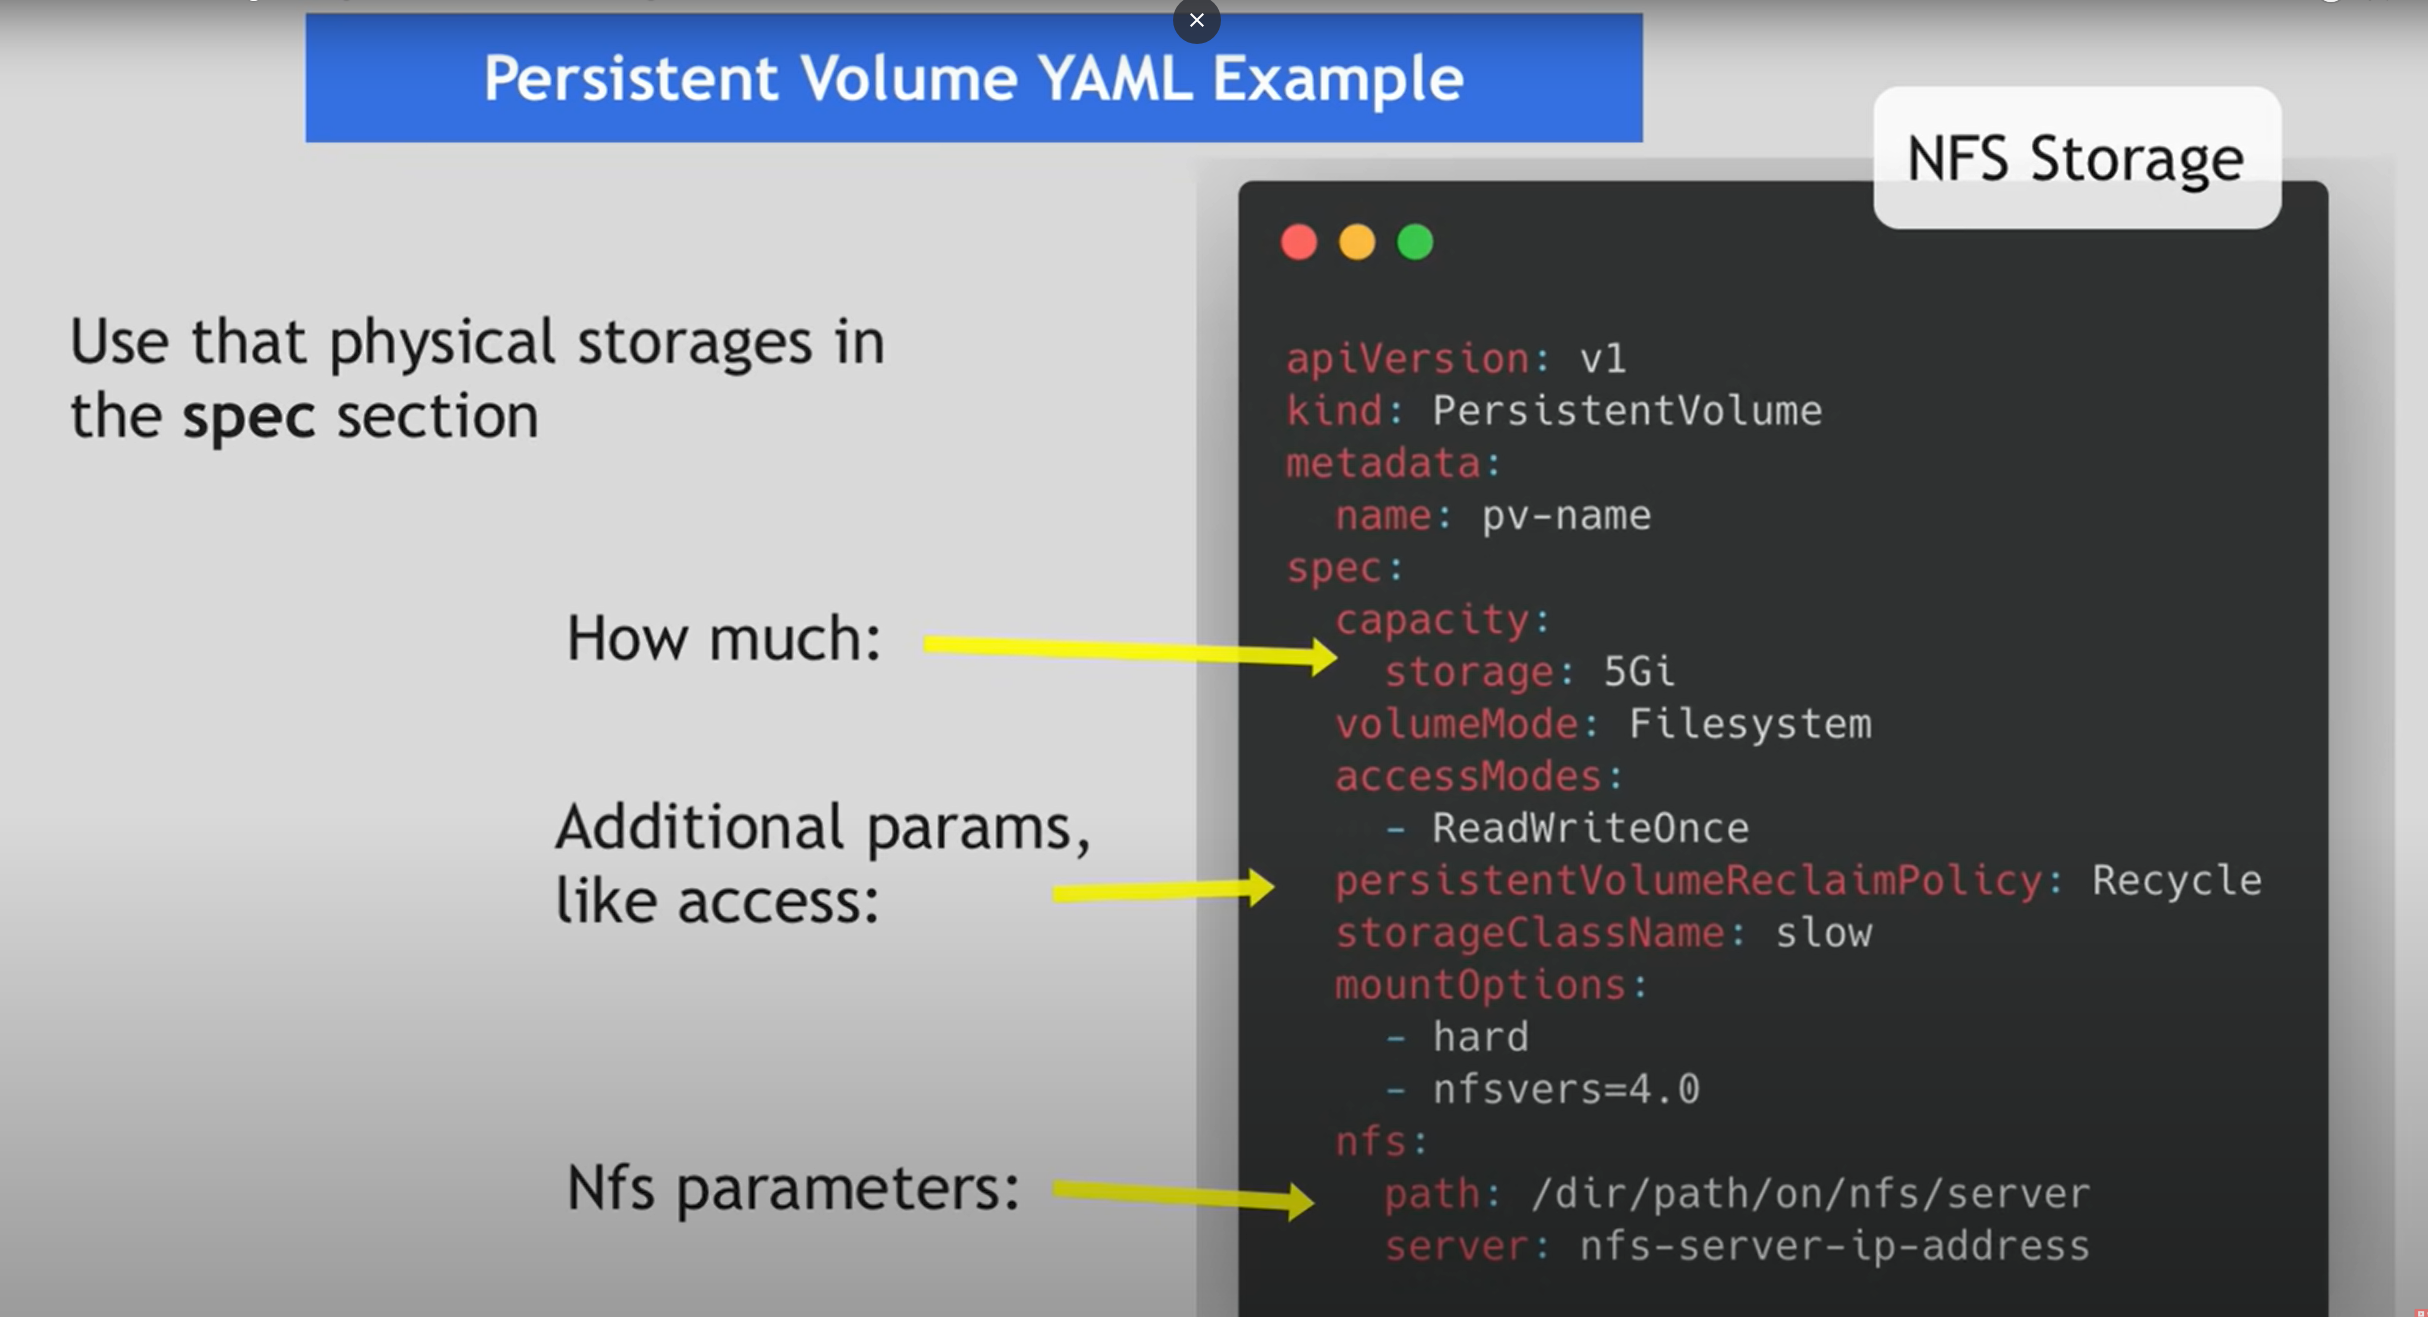 Persistent Volume YAML Example
NFS Storage
Use that physical storages in
the spec section
How much:
Additional params,
like access:
Nfs parameters:
apiVersion: v1
kind: PersistentVolume
metadata:
  name: pv-name
spec:
  capacity:
    storage: 5Gi
  volumeMode: Filesystem
  accessModes:
    - ReadWriteOnce
  persistentVolumeReclaimPolicy: Recycle
  storageClassName: slow
  mountOptions:
    - hard
    - nfsvers=4.0
  nfs:
    path: /dir/path/on/nfs/server
    server: nfs-server-ip-address